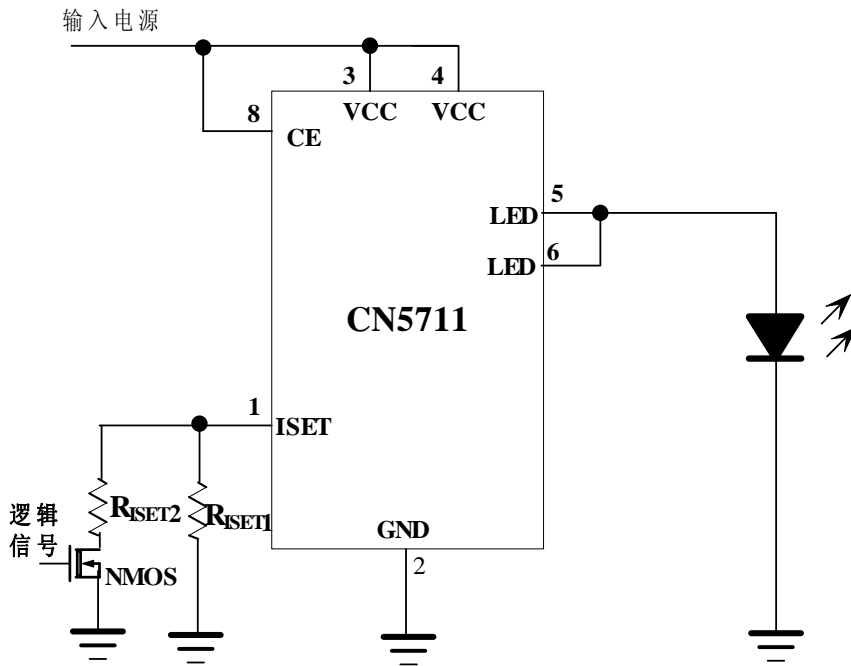 输入电源
3
4
8
VCC
VCC
CE
5
LED
6
LED
CN5711
1
ISET
RISET2
RISET1
逻辑
信号
NMOS
GND
2